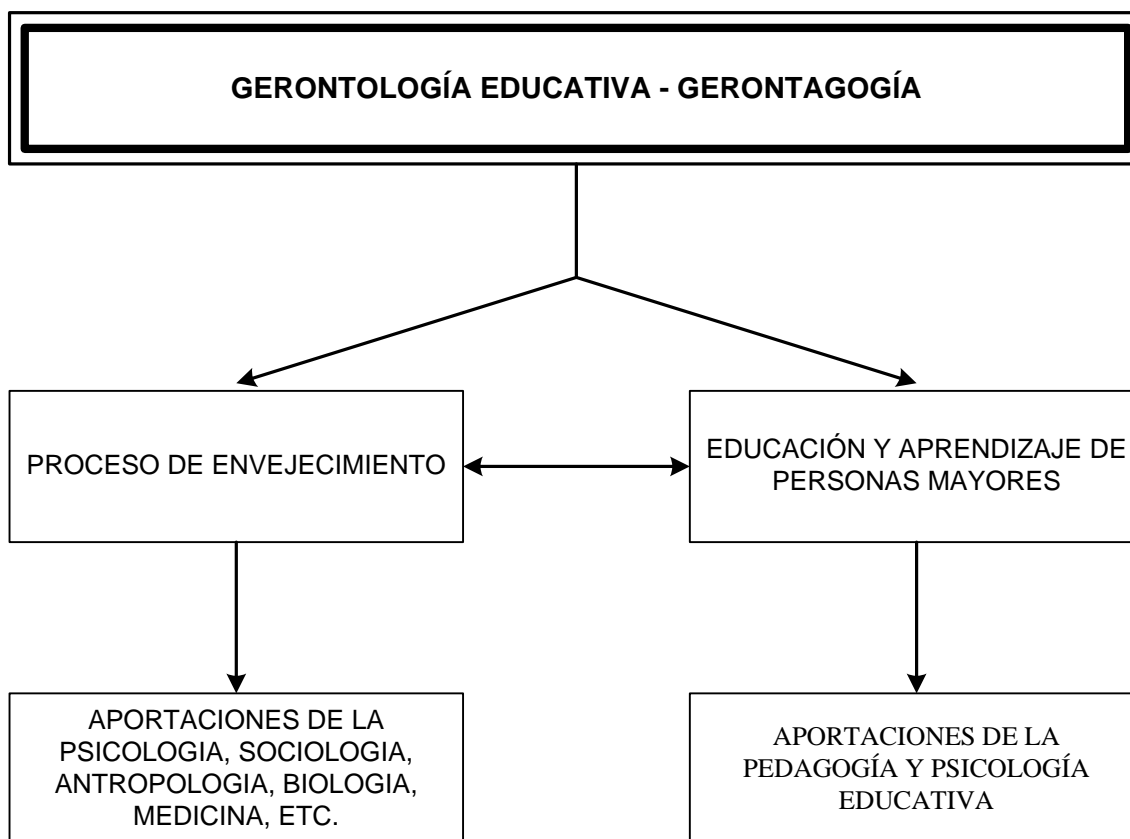 GERONTOLOGÍA EDUCATIVA - GERONTAGOGÍA
PROCESO DE ENVEJECIMIENTO
EDUCACIÓN Y APRENDIZAJE DE
PERSONAS MAYORES
APORTACIONES DE LA
PSICOLOGIA, SOCIOLOGIA,
ANTROPOLOGIA, BIOLOGIA,
MEDICINA, ETC.
APORTACIONES DE LA
PEDAGOGÍA Y PSICOLOGÍA
EDUCATIVA